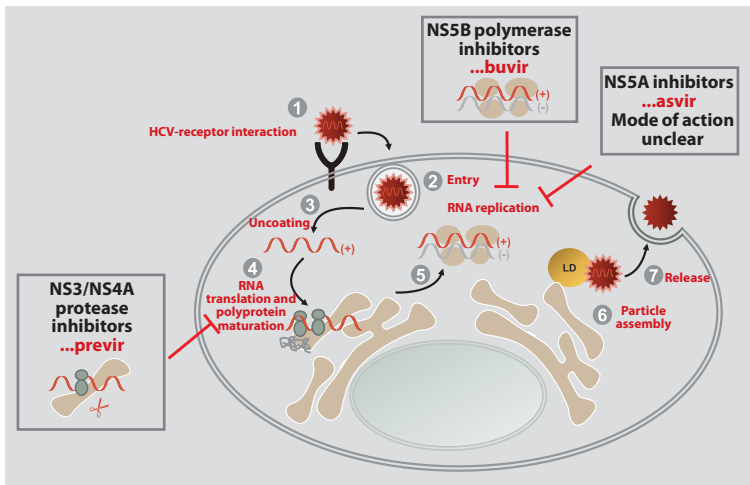 NS5B polymerase
inhibitors
...buvir
(+)
(-)
NS5A inhibitors
...asvir
Mode of action
unclear
1
HCV-receptor interaction
2 Entry
RNA replication
3
Uncoating
(+)
4
RNA
translation and
polyprotein
maturation
5
(+)
(-)
LD
7 Release
6 Particle
assembly
NS3/NS4A
protease
inhibitors
...previr